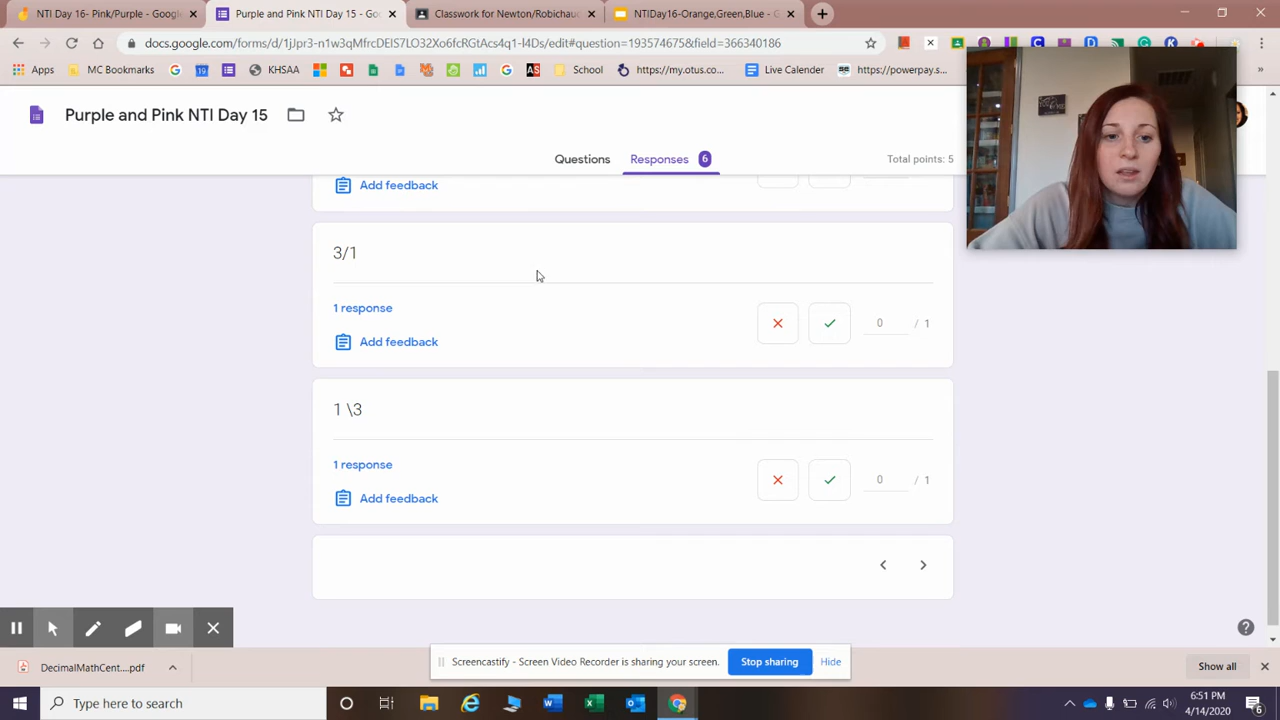 NTI Day 16- Pink/Purple - Google
Purple and Pink NTI Day 15 - Goo
Classwork for Newton/Robichau
NTIDay16-Orange,Green,Blue - G
docs.google.com/forms/d/
/edit#question=193574675&field=366340186
Apps
MC Bookmarks
KHSAA
School
https://my.otus.co...
Live Calender
https://powerpay.s...
Purple and Pink NTI Day 15
Questions
Responses 6
Total points: 5
Add feedback
3/1
1 response
0 / 1
Add feedback
1 \3
1 response
0 / 1
Add feedback
Screencastify - Screen Video Recorder is sharing your screen.
Stop sharing
Hide
DecimalMathCent....pdf
Show all
Type here to search
6:51 PM
4/14/2020
6